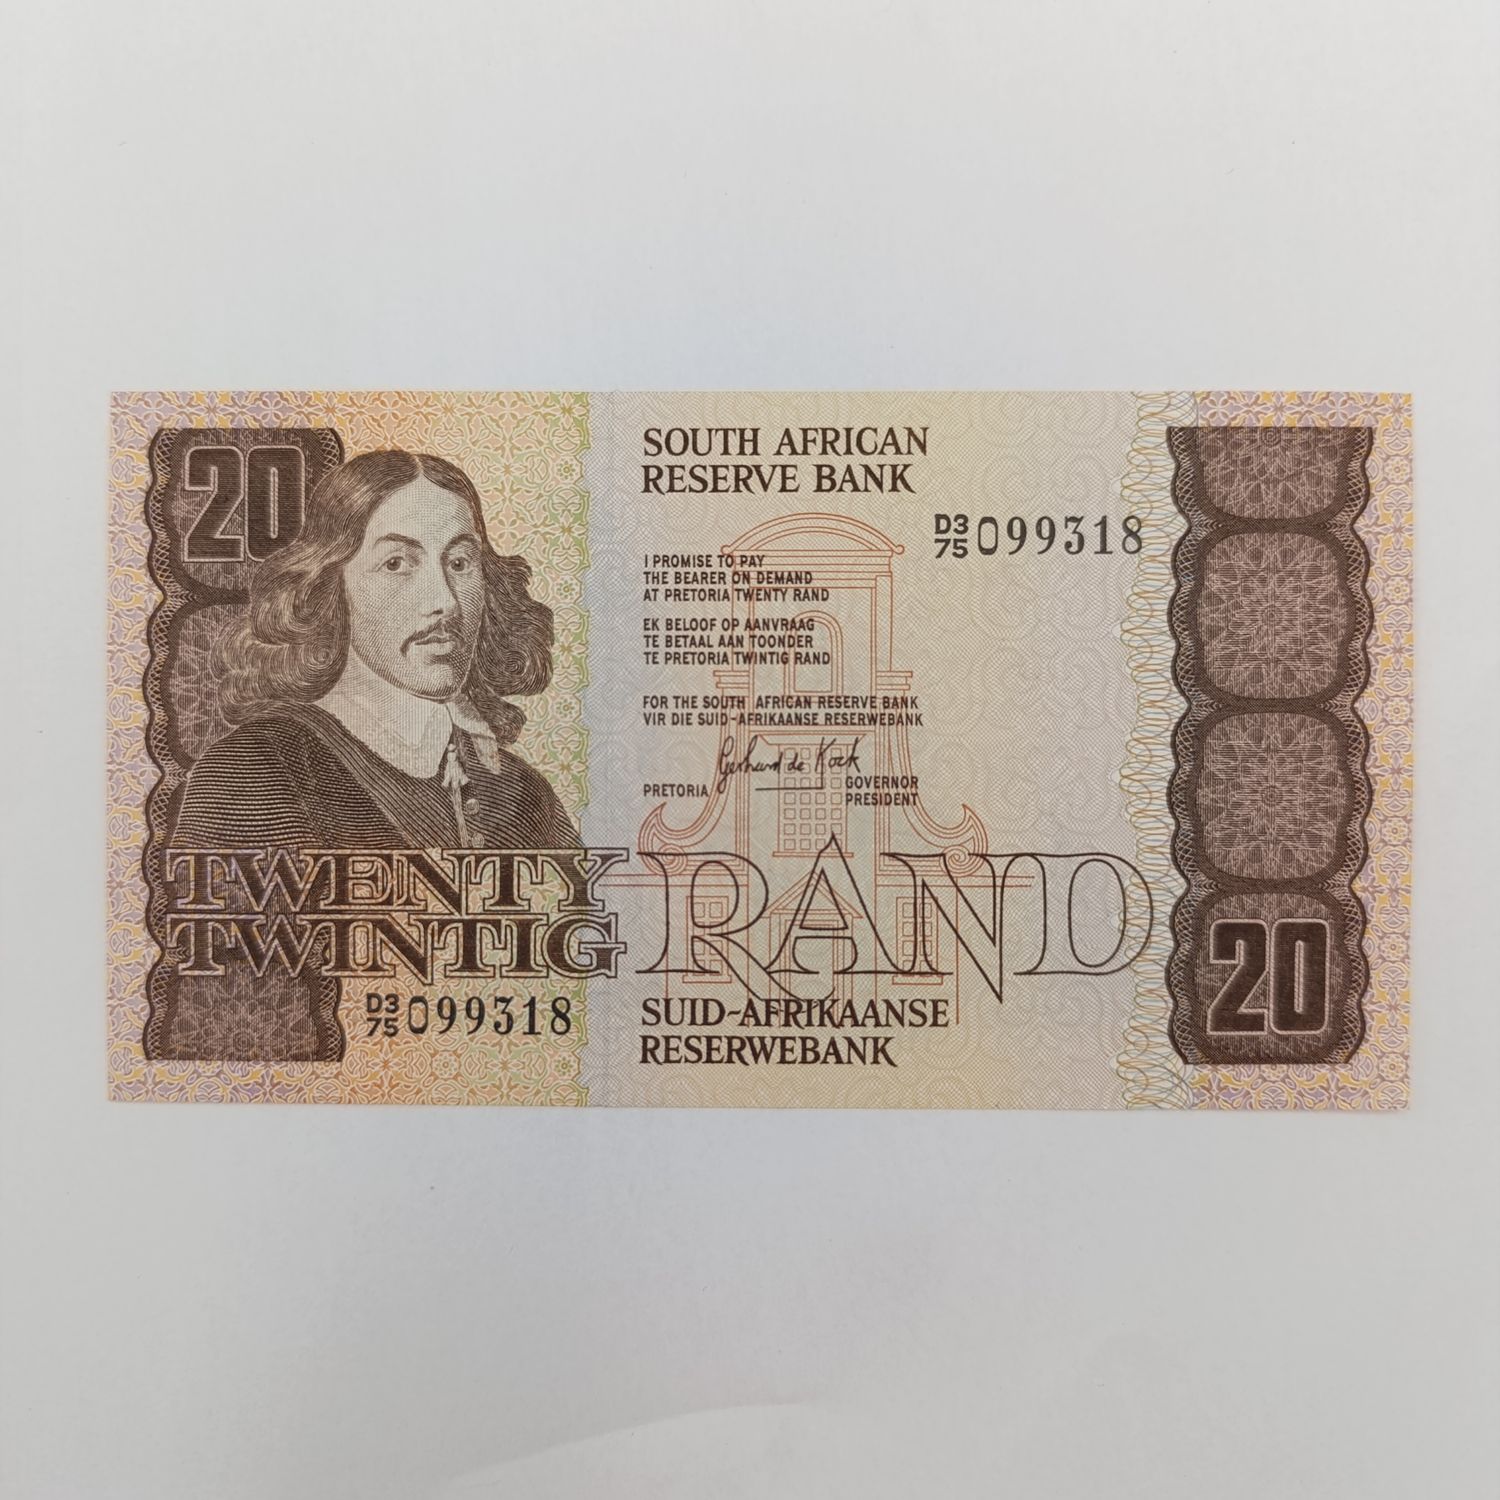 20
SOUTH AFRICAN
RESERVE BANK
D3
75 099318
I PROMISE TO PAY
THE BEARER ON DEMAND
AT PRETORIA TWENTY RAND
EK BELOOF OP AANVRAAG
TE BETAAL AAN TOONDER
TE PRETORIA TWINTIG RAND
FOR THE SOUTH AFRICAN RESERVE BANK
VIR DIE SUID-AFRIKAANSE RESERWEBANK
Gerhard de Kock
PRETORIA
GOVERNOR
PRESIDENT
TWENTY
TWINTIG
RAND
20
D3
75 099318
SUID-AFRIKAANSE
RESERWEBANK